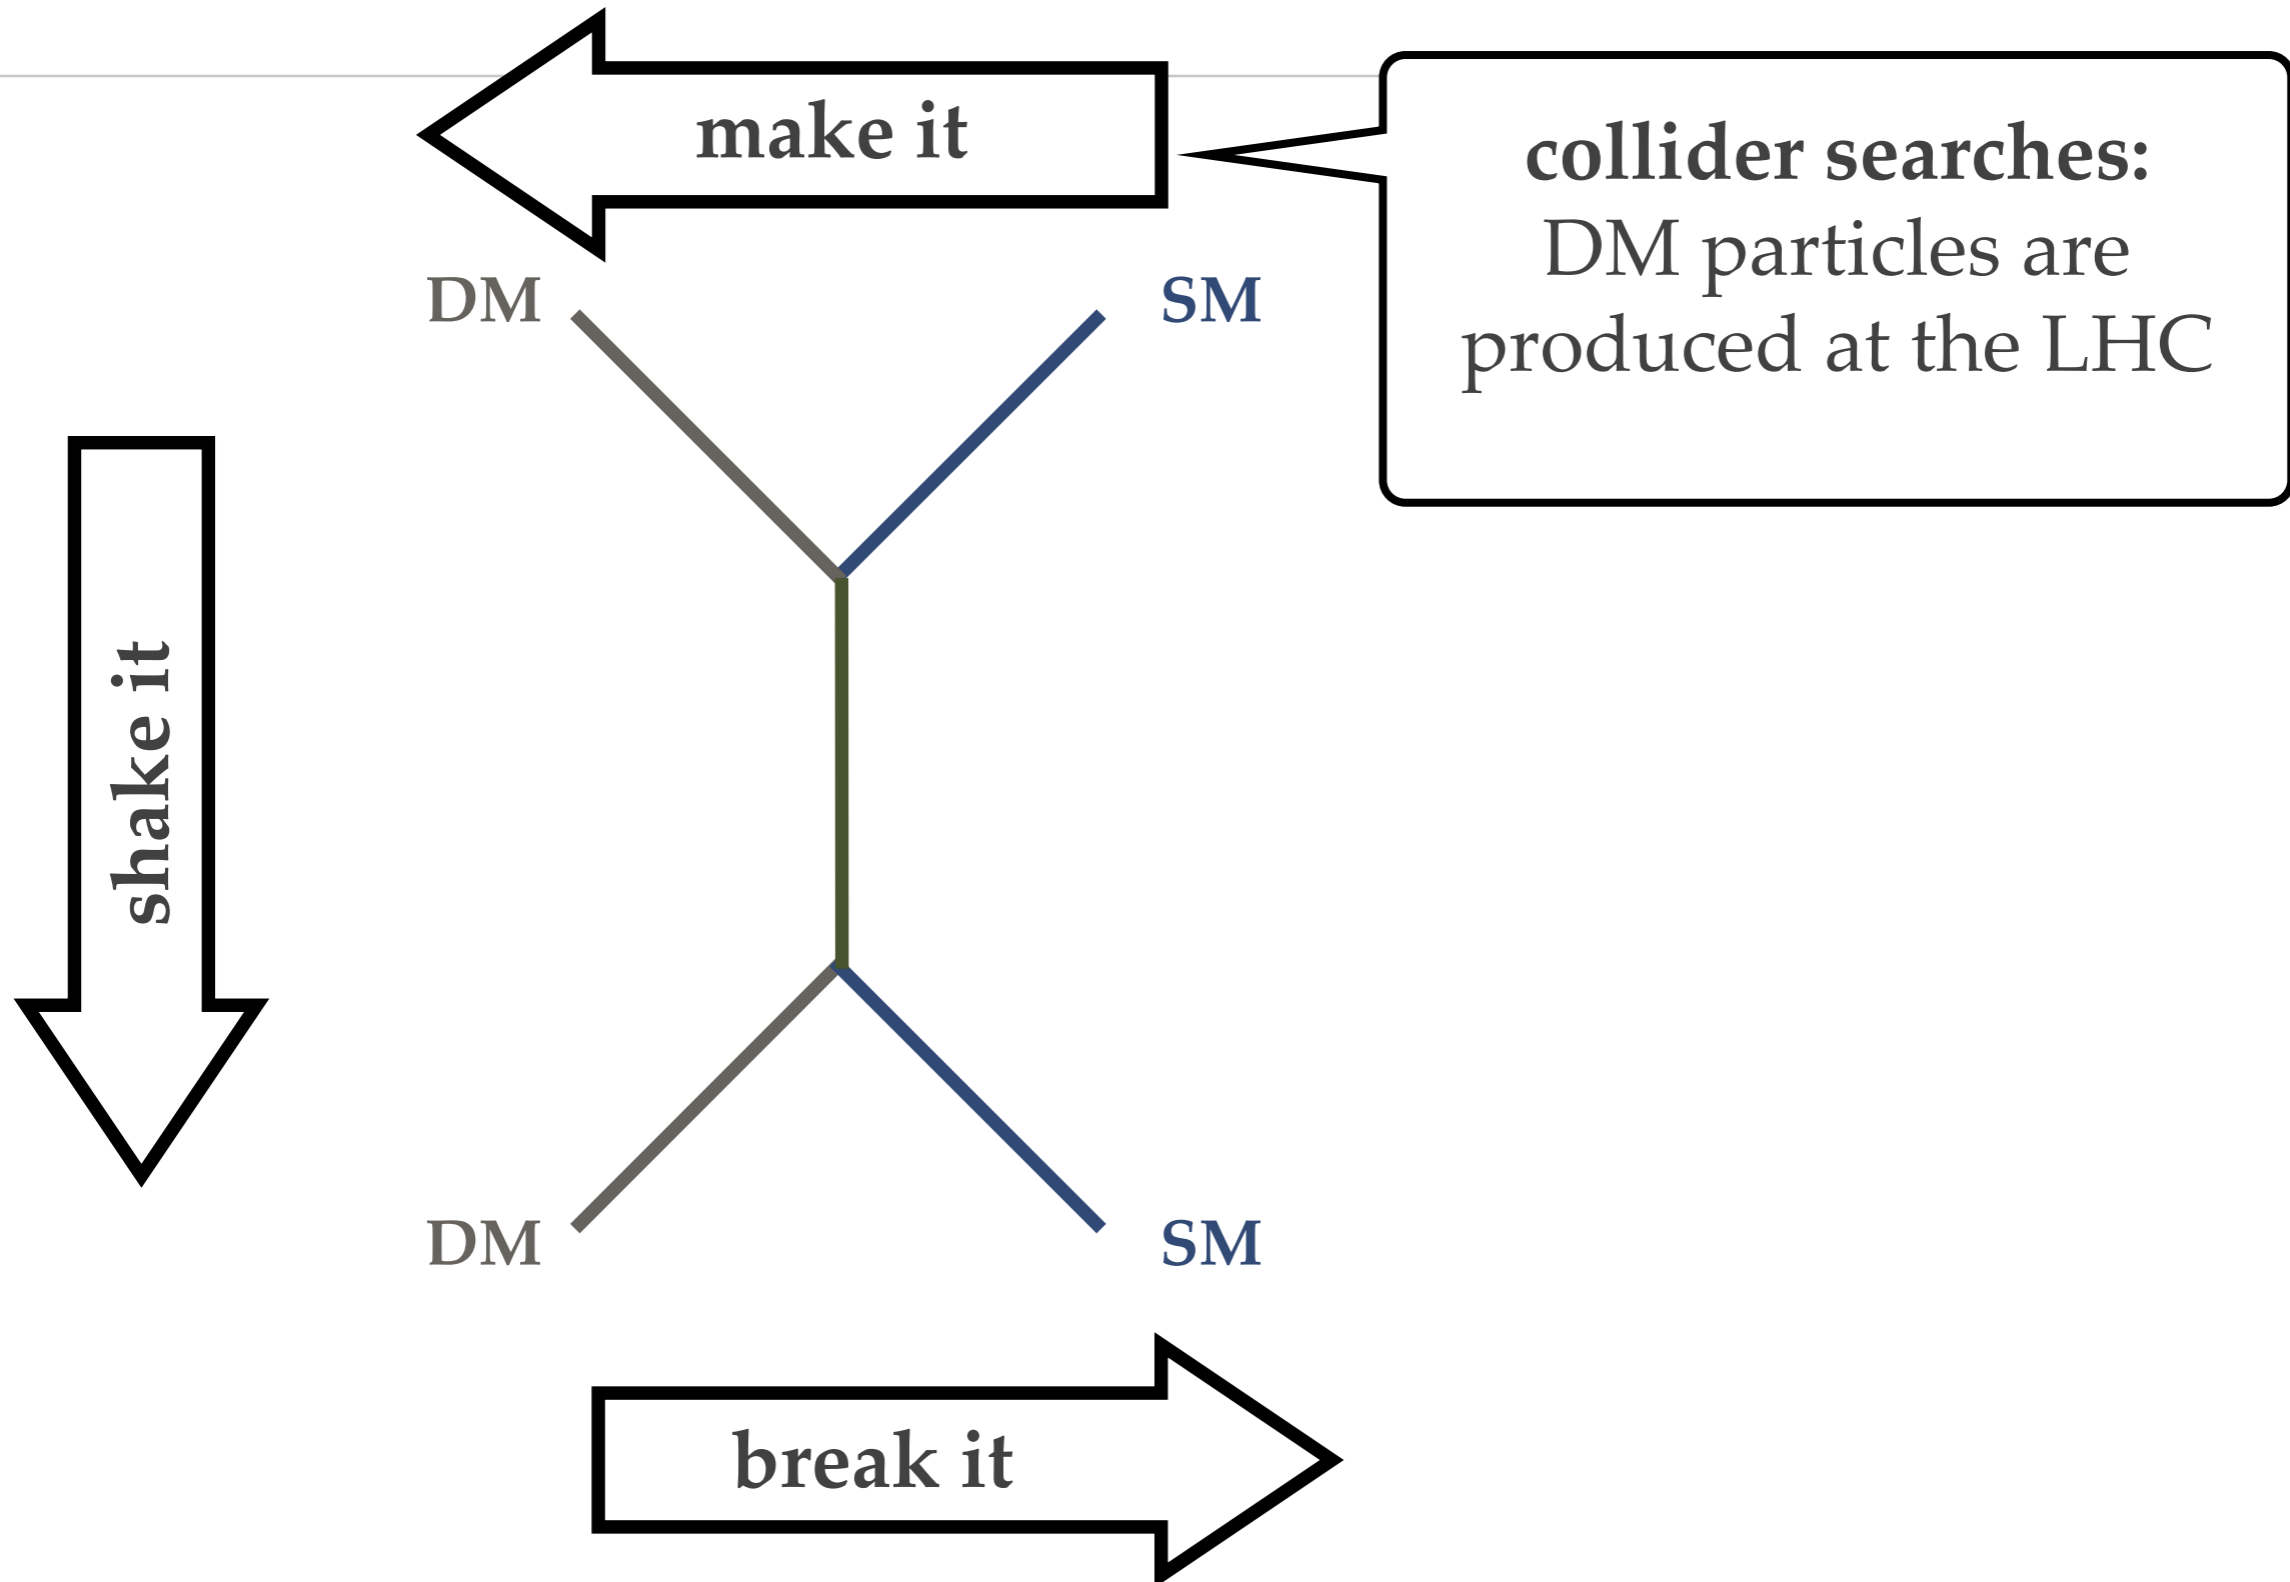 make it
collider searches:
DM particles are
produced at the LHC
DM
SM
shake it
DM
SM
break it